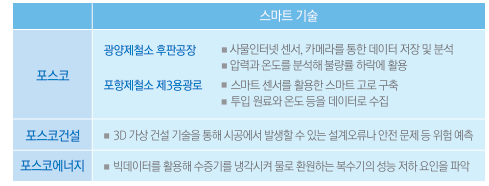 스마트 기술
포스코
광양제철소 후판공장
■ 사물인터넷 센서, 카메라를 통한 데이터 저장 및 분석
■ 압력과 온도를 분석해 불량률 하락에 활용
포항제철소 제3용광로
■ 스마트 센서를 활용한 스마트 고로 구축
■ 투입 원료와 온도 등을 데이터로 수집
포스코건설
■ 3D 가상 건설 기술을 통해 시공에서 발생할 수 있는 설계오류나 안전 문제 등 위험 예측
포스코에너지
■ 빅데이터를 활용해 수증기를 냉각시켜 물로 환원하는 복수기의 성능 저하 요인을 파악